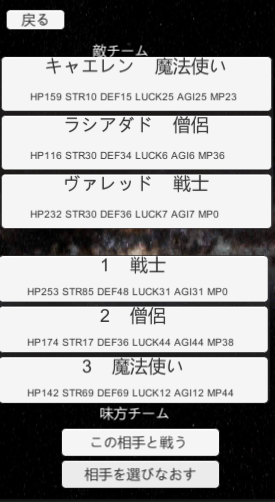 戻る
敵チーム
キャエレン 魔法使い
HP159 STR10 DEF15 LUCK25 AGI25 MP23
ラシアダド 僧侶
HP116 STR30 DEF34 LUCK6 AGI6 MP36
ヴァレッド 戦士
HP232 STR30 DEF36 LUCK7 AGI7 MP0
1 戦士
HP253 STR85 DEF48 LUCK31 AGI31 MP0
2 僧侶
HP174 STR17 DEF36 LUCK44 AGI44 MP38
3 魔法使い
HP142 STR69 DEF69 LUCK12 AGI12 MP44
味方チーム
この相手と戦う
相手を選びなおす